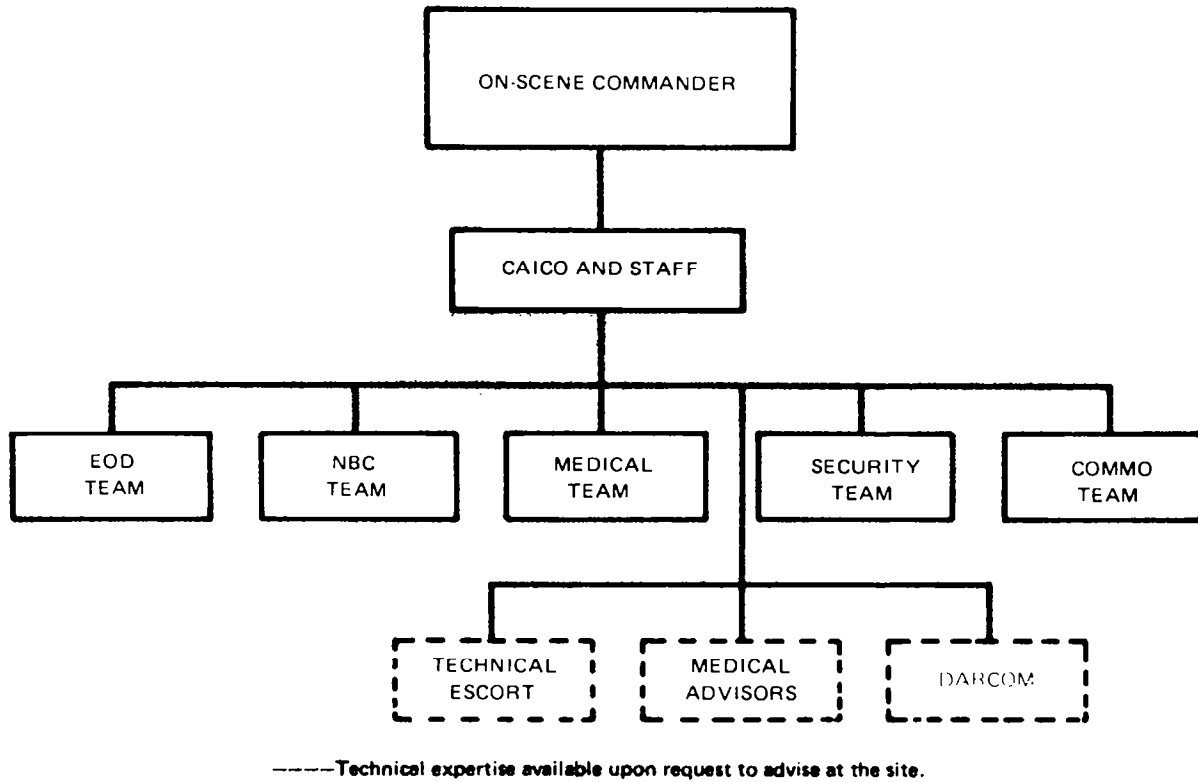 ON-SCENE COMMANDER
CAICO AND STAFF
EOD
TEAM
NBC
TEAM
MEDICAL
TEAM
SECURITY
TEAM
COMMO
TEAM
TECHNICAL
ESCORT
MEDICAL
ADVISORS
DARCOM
----Technical expertise available upon request to advise at the site.